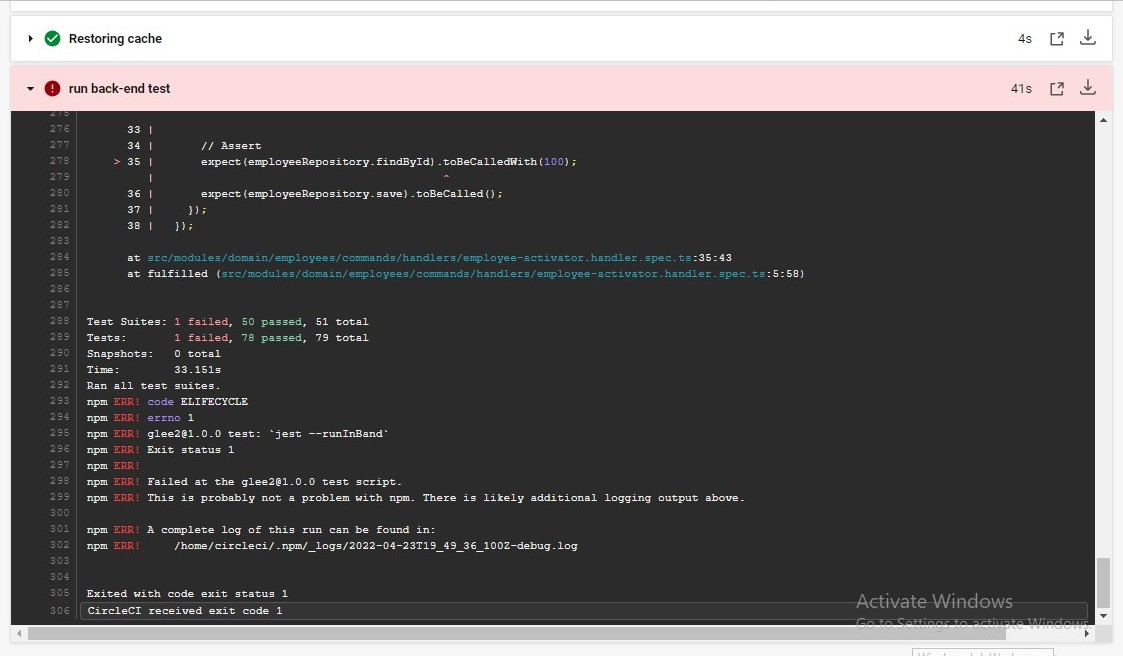 Restoring cache 4s
run back-end test 41s
275
276 33 |
277 34 | // Assert
278 > 35 | expect(employeeRepository.findById).toBeCalledWith(100);
279 | ^
280 36 | expect(employeeRepository.save).toBeCalled();
281 37 | });
282 38 | });
283
284 at src/modules/domain/employees/commands/handlers/employee-activator.handler.spec.ts:35:43
285 at fulfilled (src/modules/domain/employees/commands/handlers/employee-activator.handler.spec.ts:5:58)
286
287
288 Test Suites: 1 failed, 50 passed, 51 total
289 Tests: 1 failed, 78 passed, 79 total
290 Snapshots: 0 total
291 Time: 33.151s
292 Ran all test suites.
293 npm ERR! code ELIFECYCLE
294 npm ERR! errno 1
295 npm ERR! glee2@1.0.0 test: `jest --runInBand`
296 npm ERR! Exit status 1
297 npm ERR!
298 npm ERR! Failed at the glee2@1.0.0 test script.
299 npm ERR! This is probably not a problem with npm. There is likely additional logging output above.
300
301 npm ERR! A complete log of this run can be found in:
302 npm ERR! /home/circleci/.npm/_logs/2022-04-23T19_49_36_100Z-debug.log
303
304
305 Exited with code exit status 1
306 CircleCI received exit code 1
Activate Windows
Go to Settings to activate Windows.